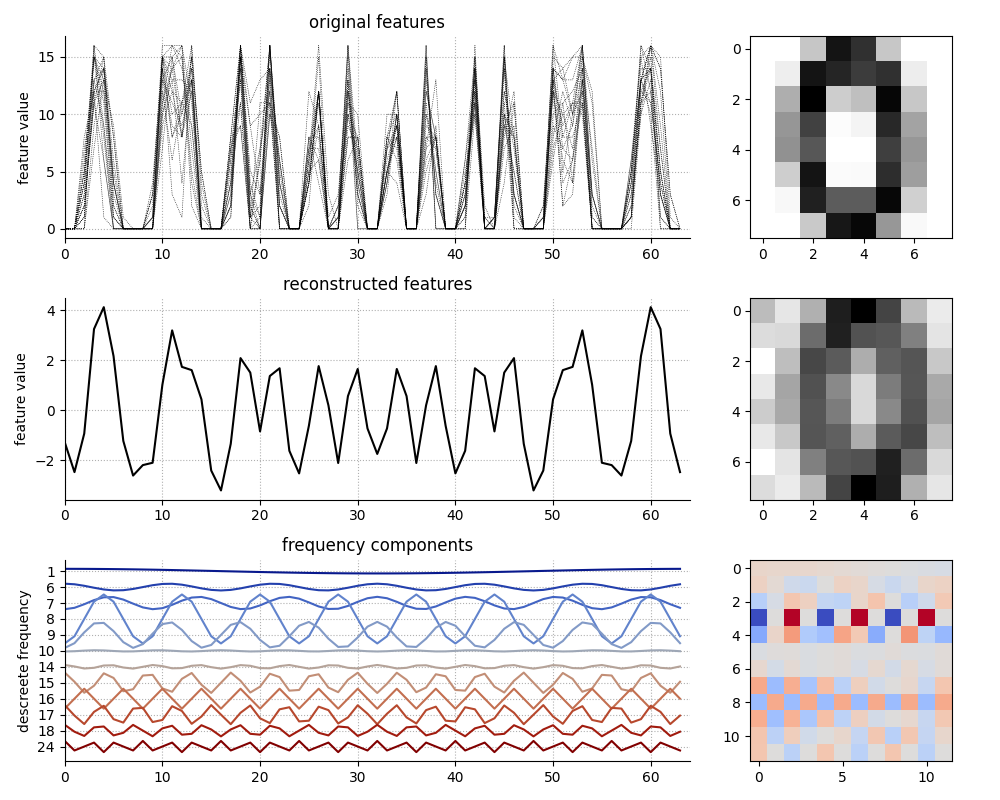 original features
feature value
15
10
5
0
0 10 20 30 40 50 60
0
2
4
6
0 2 4 6
reconstructed features
feature value
4
2
0
−2
0 10 20 30 40 50 60
0
2
4
6
0 2 4 6
frequency components
descreete frequency
1
6
7
8
9
10
14
15
16
17
18
24
0 10 20 30 40 50 60
0
2
4
6
8
10
0 5 10